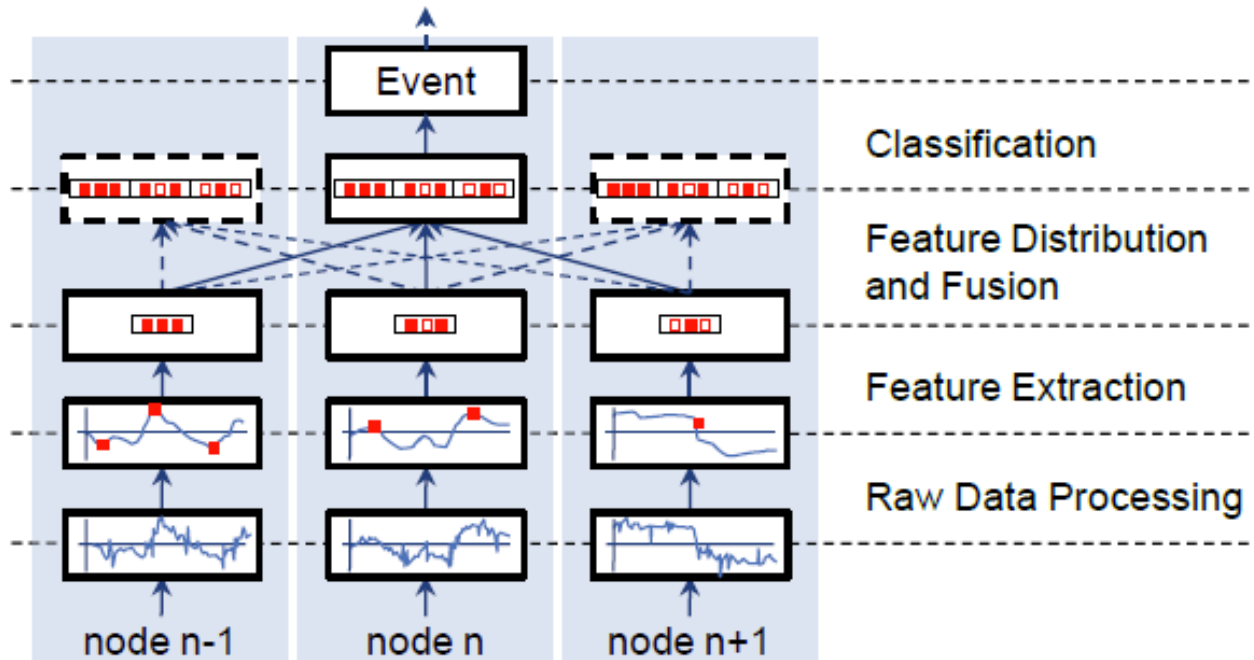 Event
Classification
Feature Distribution
and Fusion
Feature Extraction
Raw Data Processing
node n-1
node n
node n+1